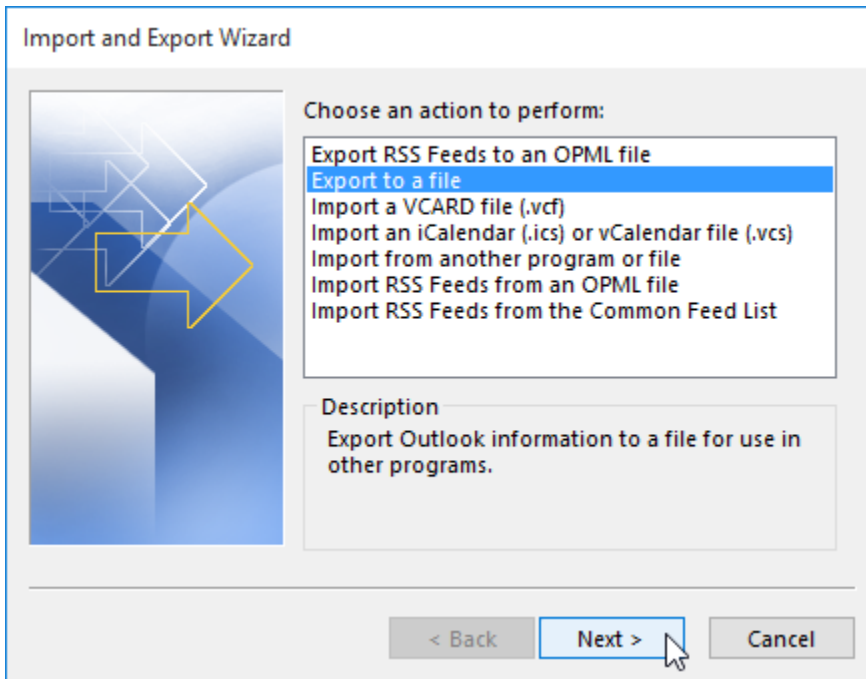 Import and Export Wizard
Choose an action to perform:
Export RSS Feeds to an OPML file
Export to a file
Import a VCARD file (.vcf)
Import an iCalendar (.ics) or vCalendar file (.vcs)
Import from another program or file
Import RSS Feeds from an OPML file
Import RSS Feeds from the Common Feed List
Description
Export Outlook information to a file for use in
other programs.
< Back
Next >
Cancel